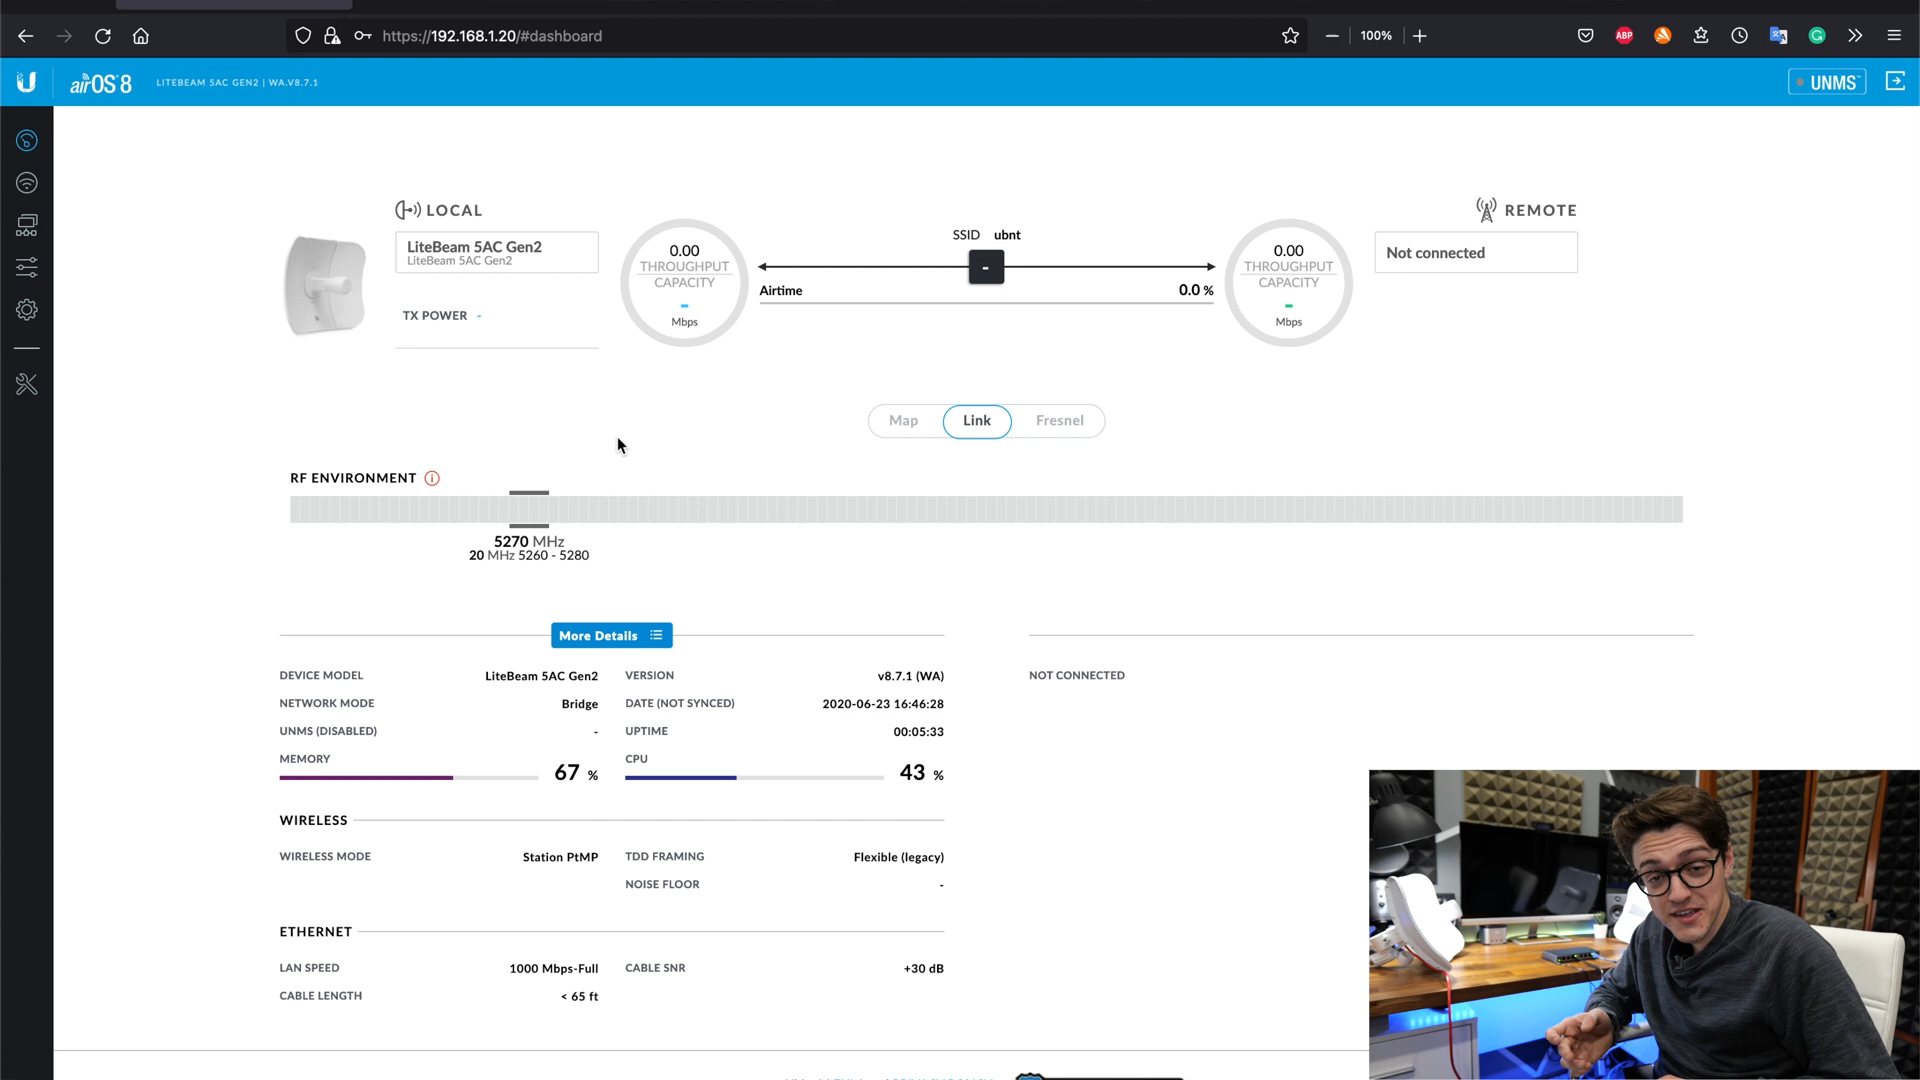 https://192.168.1.20/#dashboard
100%
ABP
airOS 8
LITEBEAM 5AC GEN2 | WA.V8.7.1
UNMS
LOCAL
LiteBeam 5AC Gen2
LiteBeam 5AC Gen2
TX POWER -
0.00
THROUGHPUT
CAPACITY
-
Mbps
SSID ubnt
-
Airtime 0.0 %
0.00
THROUGHPUT
CAPACITY
-
Mbps
REMOTE
Not connected
Map Link Fresnel
RF ENVIRONMENT
5270 MHz
20 MHz 5260 - 5280
More Details
DEVICE MODEL LiteBeam 5AC Gen2 VERSION v8.7.1 (WA)
NETWORK MODE Bridge DATE (NOT SYNCED) 2020-06-23 16:46:28
UNMS (DISABLED) - UPTIME 00:05:33
MEMORY 67 % CPU 43 %
NOT CONNECTED
WIRELESS
WIRELESS MODE Station PtMP TDD FRAMING Flexible (legacy)
NOISE FLOOR -
ETHERNET
LAN SPEED 1000 Mbps-Full CABLE SNR +30 dB
CABLE LENGTH < 65 ft